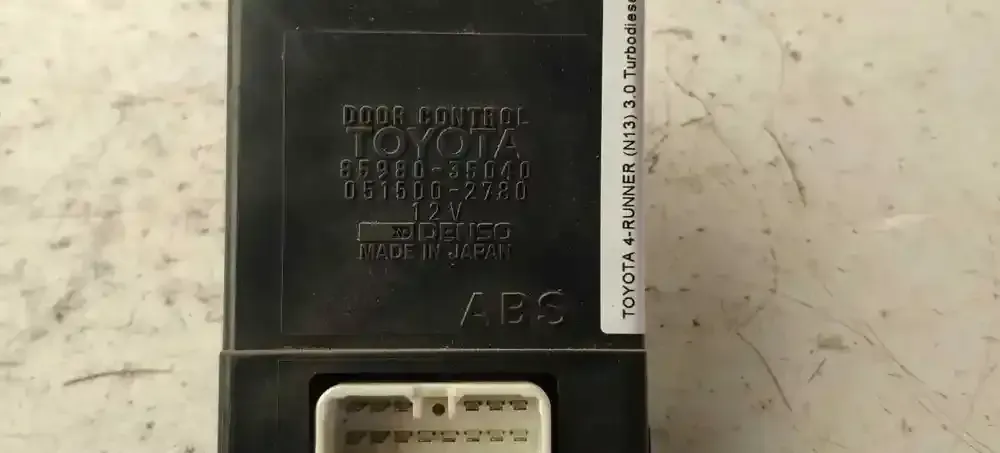 DOOR CONTROL
TOYOTA
85980-35040
051500-2780
12V
DENSO
MADE IN JAPAN
ABS
TOYOTA 4-RUNNER (N13) 3.0 Turbodiese